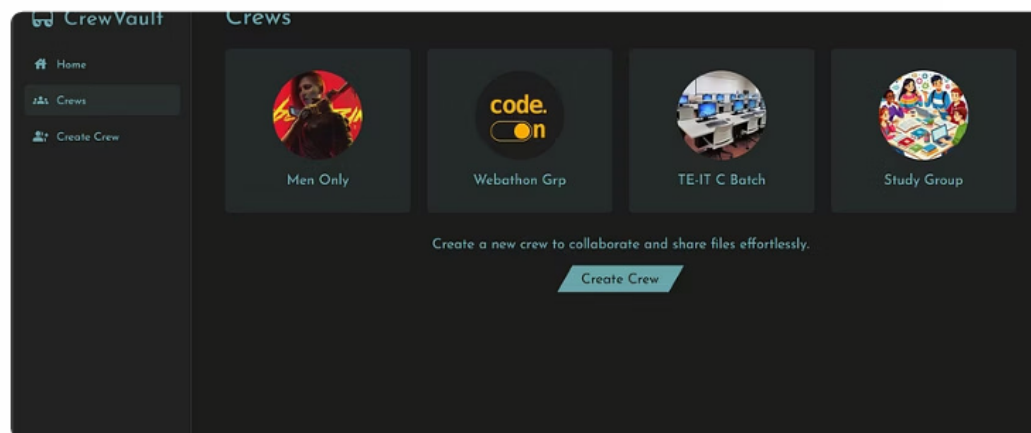 CrewVault
Crews
Home
Crews
Create Crew
code.
n
Men Only
Webathon Grp
TE-IT C Batch
Study Group
Create a new crew to collaborate and share files effortlessly.
Create Crew